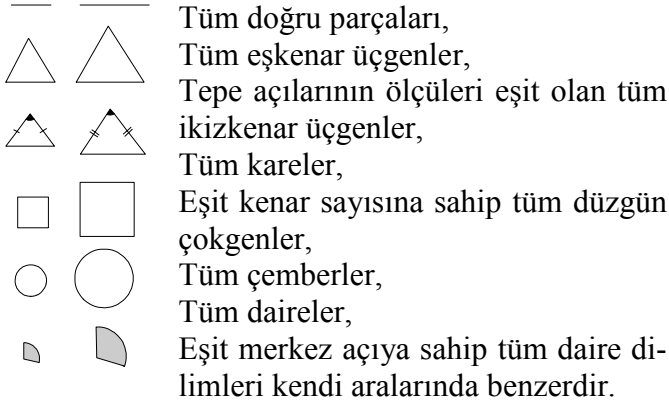 Tüm doğru parçaları,
Tüm eşkenar üçgenler,
Tepe açılarının ölçüleri eşit olan tüm
ikizkenar üçgenler,
Tüm kareler,
Eşit kenar sayısına sahip tüm düzgün
çokgenler,
Tüm çemberler,
Tüm daireler,
Eşit merkez açıya sahip tüm daire di-
limleri kendi aralarında benzerdir.